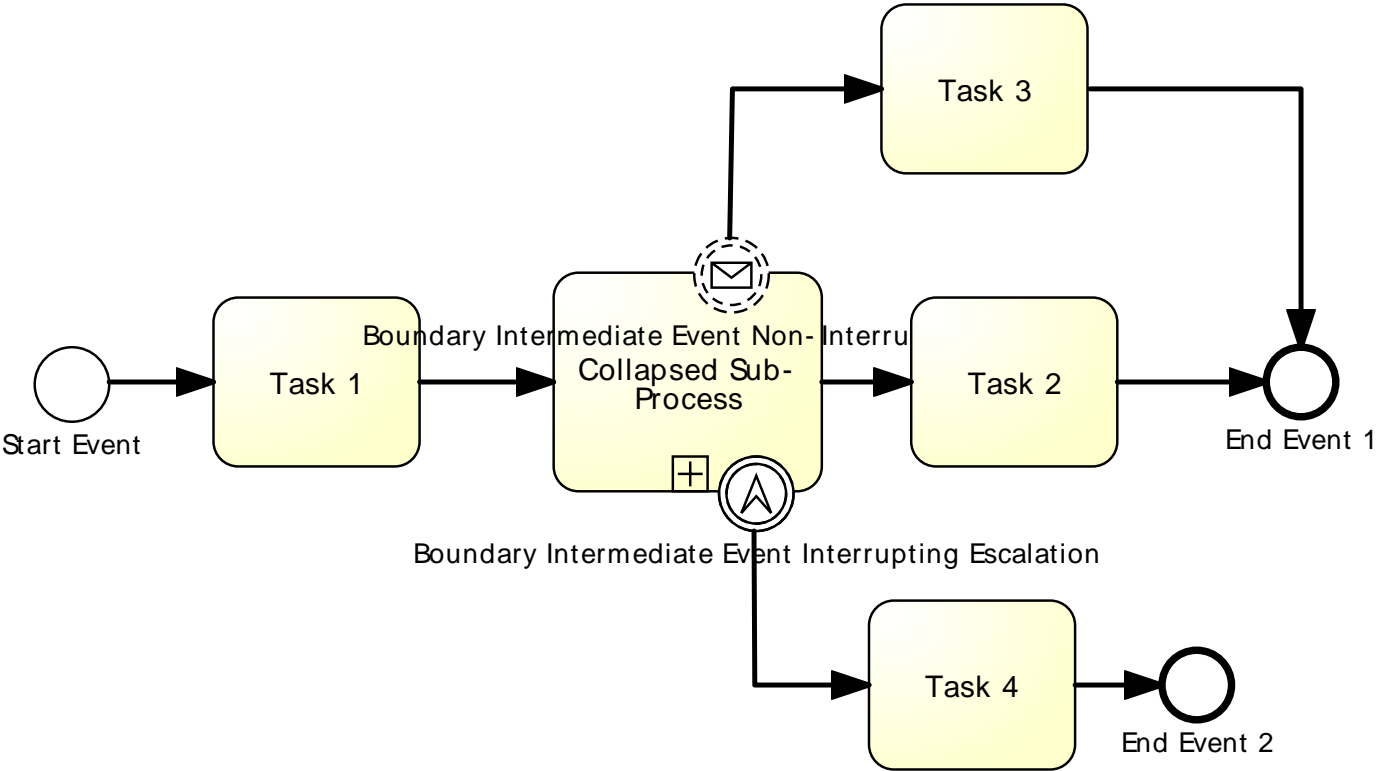 Task 3
Boundary Intermediate Event Non-Interru
Task 1
Collapsed Sub-
Process
Task 2
Start Event
End Event 1
Boundary Intermediate Event Interrupting Escalation
Task 4
End Event 2